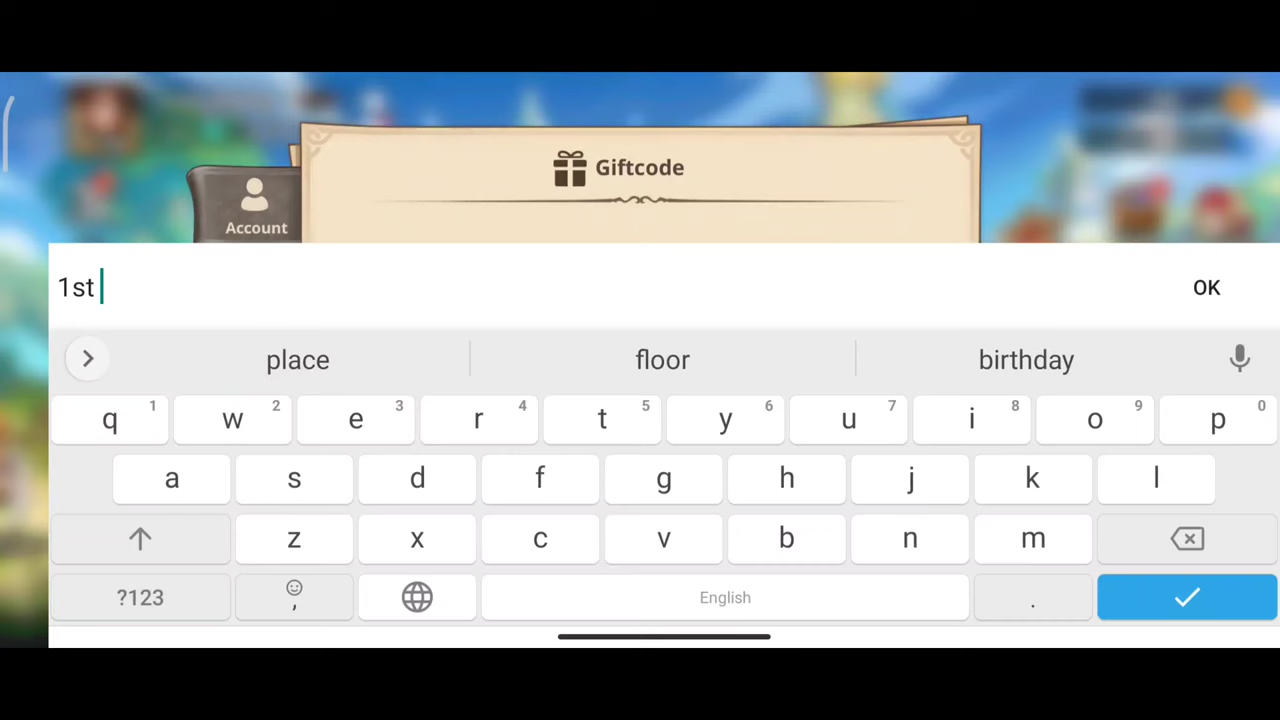 Giftcode
Account
1st
OK
place floor birthday
q 1 w 2 e 3 r 4 t 5 y 6 u 7 i 8 o 9 p 0
a s d f g h j k l
z x c v b n m
?123 , English .